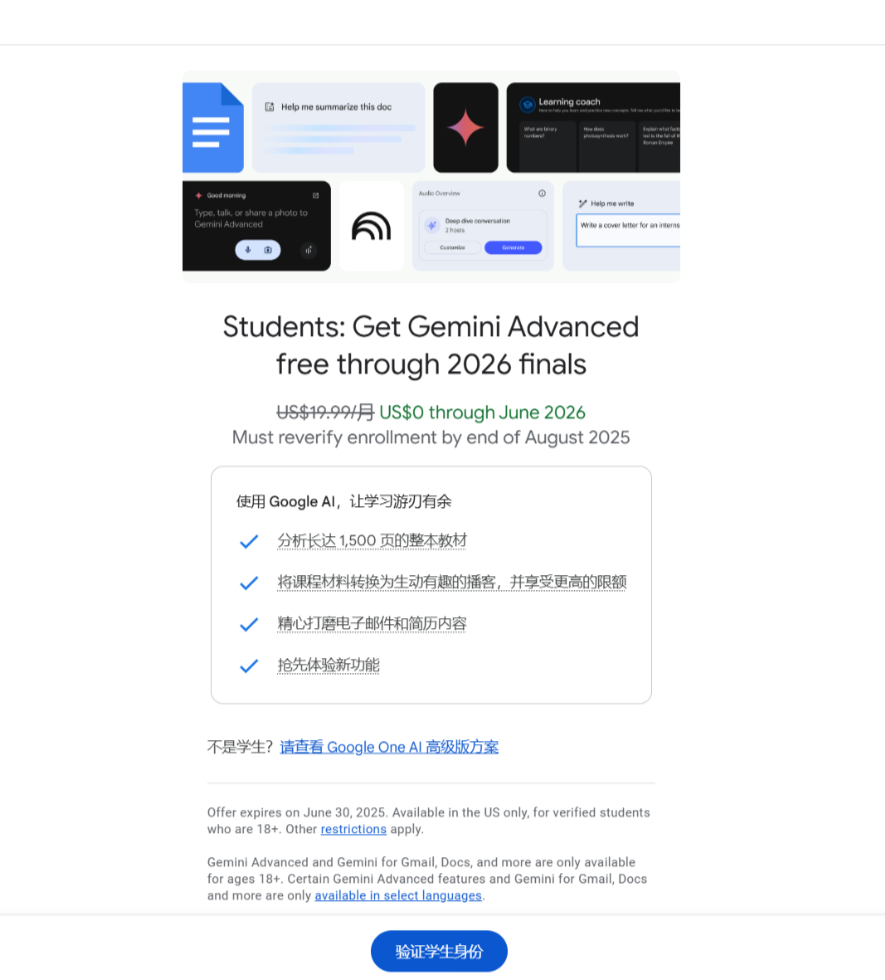 Help me summarize this doc
Learning coach
What are binary
numbers?
How does
photosynthesis work?
Roman Empire
Good morning
Type, talk, or share a photo to
Gemini Advanced
Audio Overview
Deep dive conversation
2 hosts
Customize
Generate
Help me write
Write a cover letter for an interns
Students: Get Gemini Advanced
free through 2026 finals
US$19.99/月 US$0 through June 2026
Must reverify enrollment by end of August 2025
使用 Google AI，让学习游刃有余
分析长达 1,500 页的整本教材
将课程材料转换为生动有趣的播客，并享受更高的限额
精心打磨电子邮件和简历内容
抢先体验新功能
不是学生？请查看 Google One AI 高级版方案
Offer expires on June 30, 2025. Available in the US only, for verified students
who are 18+. Other restrictions apply.
Gemini Advanced and Gemini for Gmail, Docs, and more are only available
for ages 18+. Certain Gemini Advanced features and Gemini for Gmail, Docs
and more are only available in select languages.
验证学生身份